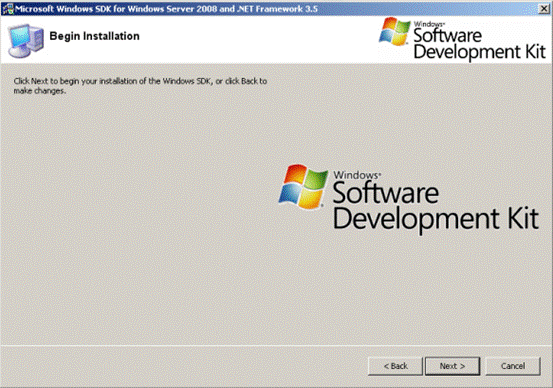 Microsoft Windows SDK for Windows Server 2008 and .NET Framework 3.5
Begin Installation
Windows®
Software
Development Kit
Click Next to begin your installation of the Windows SDK, or click Back to
make changes.
Windows®
Software
Development Kit
< Back
Next >
Cancel